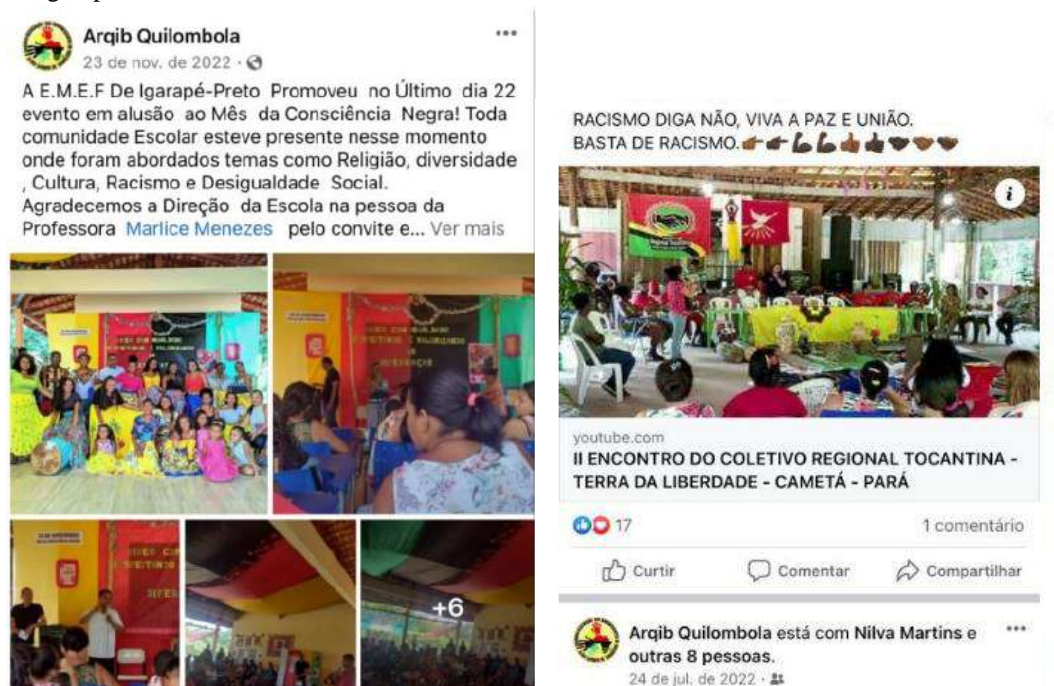 Arqib Quilombola
23 de nov. de 2022 ·
A E.M.E.F De Igarapé-Preto Promoveu no Último dia 22
evento em alusão ao Mês da Consciência Negra! Toda
comunidade Escolar esteve presente nesse momento
onde foram abordados temas como Religião, diversidade
, Cultura, Racismo e Desigualdade Social.
Agradecemos a Direção da Escola na pessoa da
Professora Marlice Menezes pelo convite e... Ver mais
+6
RACISMO DIGA NÃO, VIVA A PAZ E UNIÃO.
BASTA DE RACISMO.
youtube.com
II ENCONTRO DO COLETIVO REGIONAL TOCANTINA -
TERRA DA LIBERDADE - CAMETÁ - PARÁ
17
1 comentário
Curtir Comentar Compartilhar
Arqib Quilombola está com Nilva Martins e
outras 8 pessoas.
24 de jul. de 2022 ·